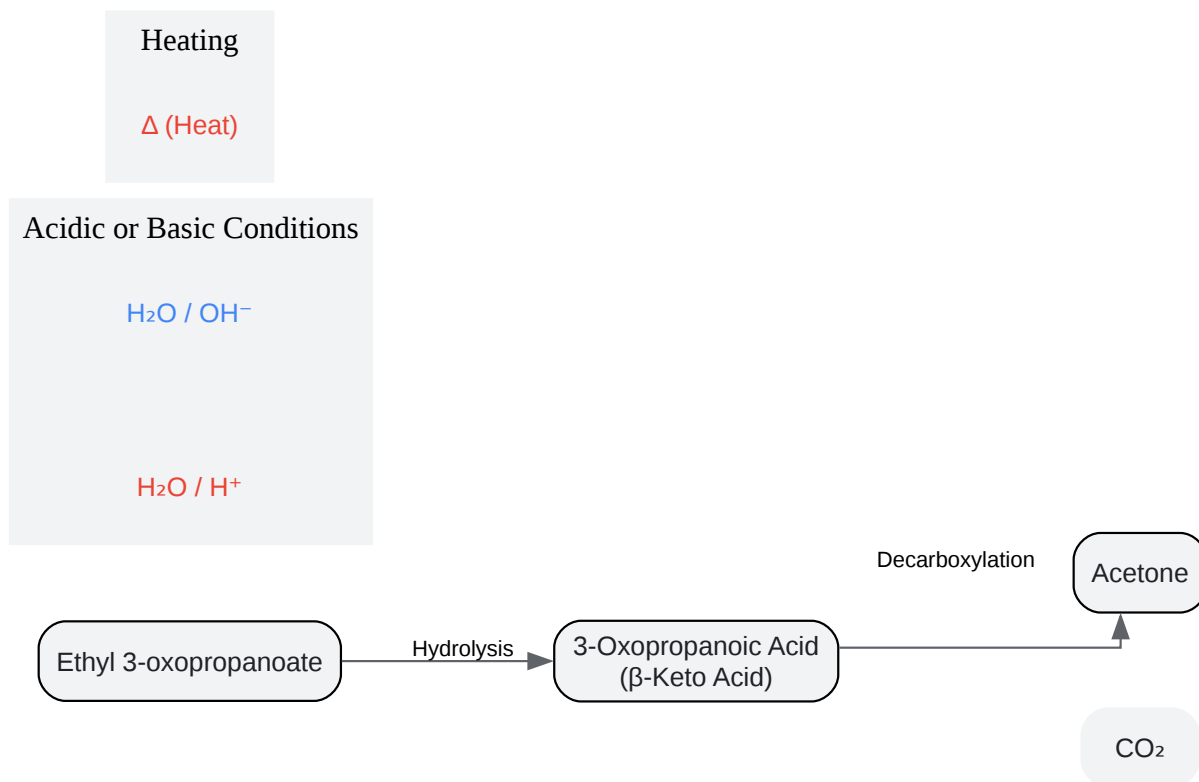 Heating
Δ (Heat)
Acidic or Basic Conditions
H₂O / OH⁻
H₂O / H⁺
Decarboxylation
Acetone
Ethyl 3-oxopropanoate
Hydrolysis
3-Oxopropanoic Acid
(β-Keto Acid)
CO₂